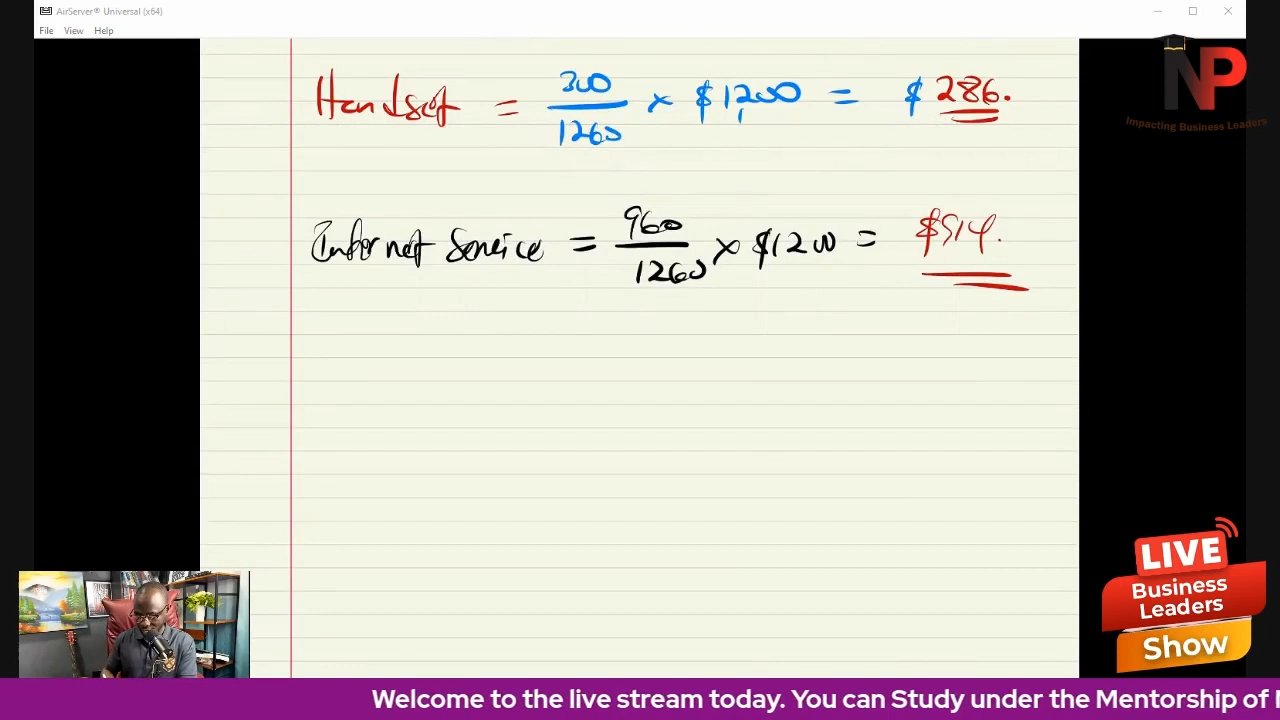 AirServer® Universal (x64)
File View Help
Handset = 300/1260 x $1200 = $ 286.
Internet Service = 960/1260 x $1200 = $914.
NP
Impacting Business Leaders
LIVE
Business
Leaders
Show
Welcome to the live stream today. You can Study under the Mentorship of